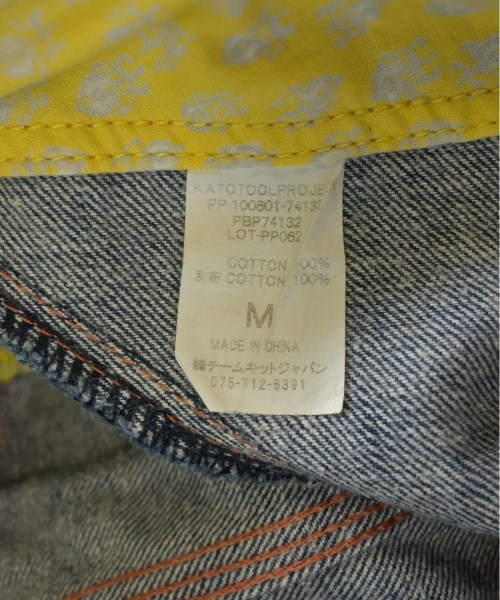 KATOTOOLPROJECT
PP-100601-74132
PBP74132
LOT-PP062
COTTON 100%
別布 COTTON 100%
M
MADE IN CHINA
㈱チームキットジャパン
075-712-6391